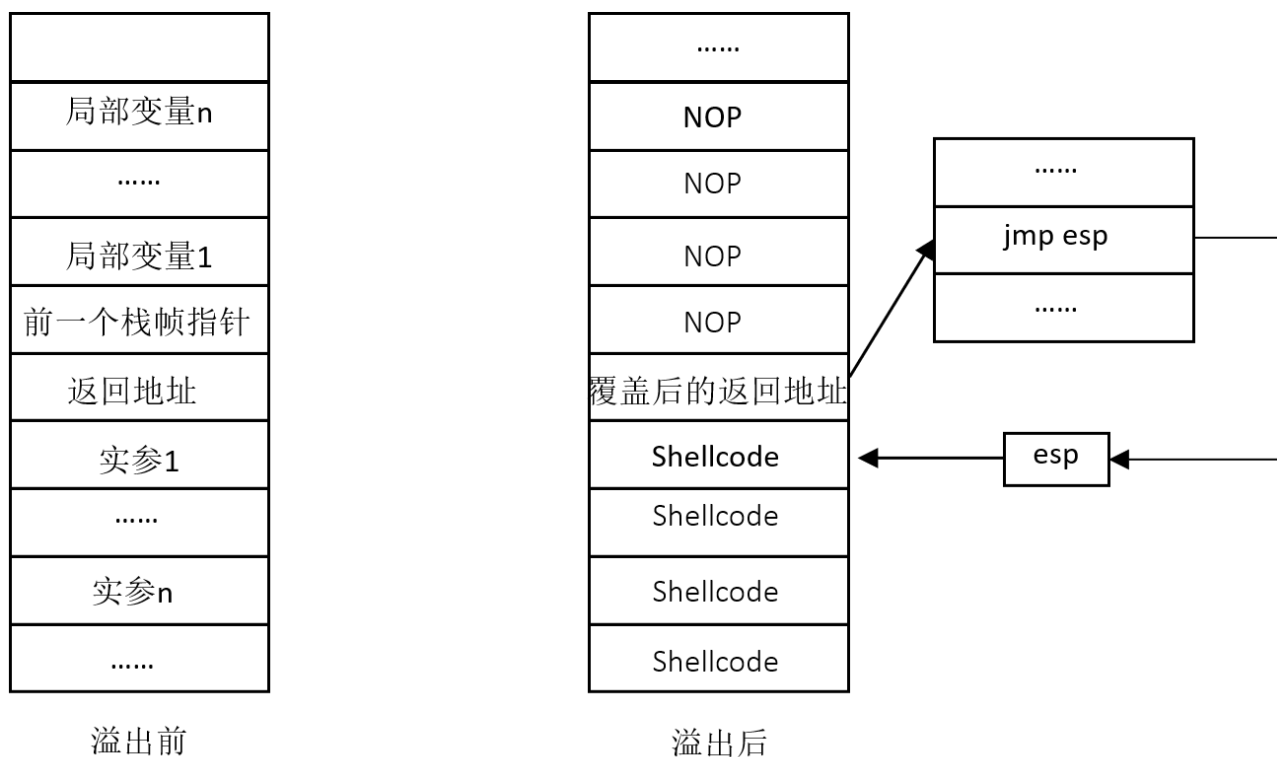 局部变量n
……
局部变量1
前一个栈帧指针
返回地址
实参1
……
实参n
……
溢出前
……
NOP
NOP
NOP
NOP
覆盖后的返回地址
Shellcode
Shellcode
Shellcode
Shellcode
溢出后
……
jmp esp
……
esp